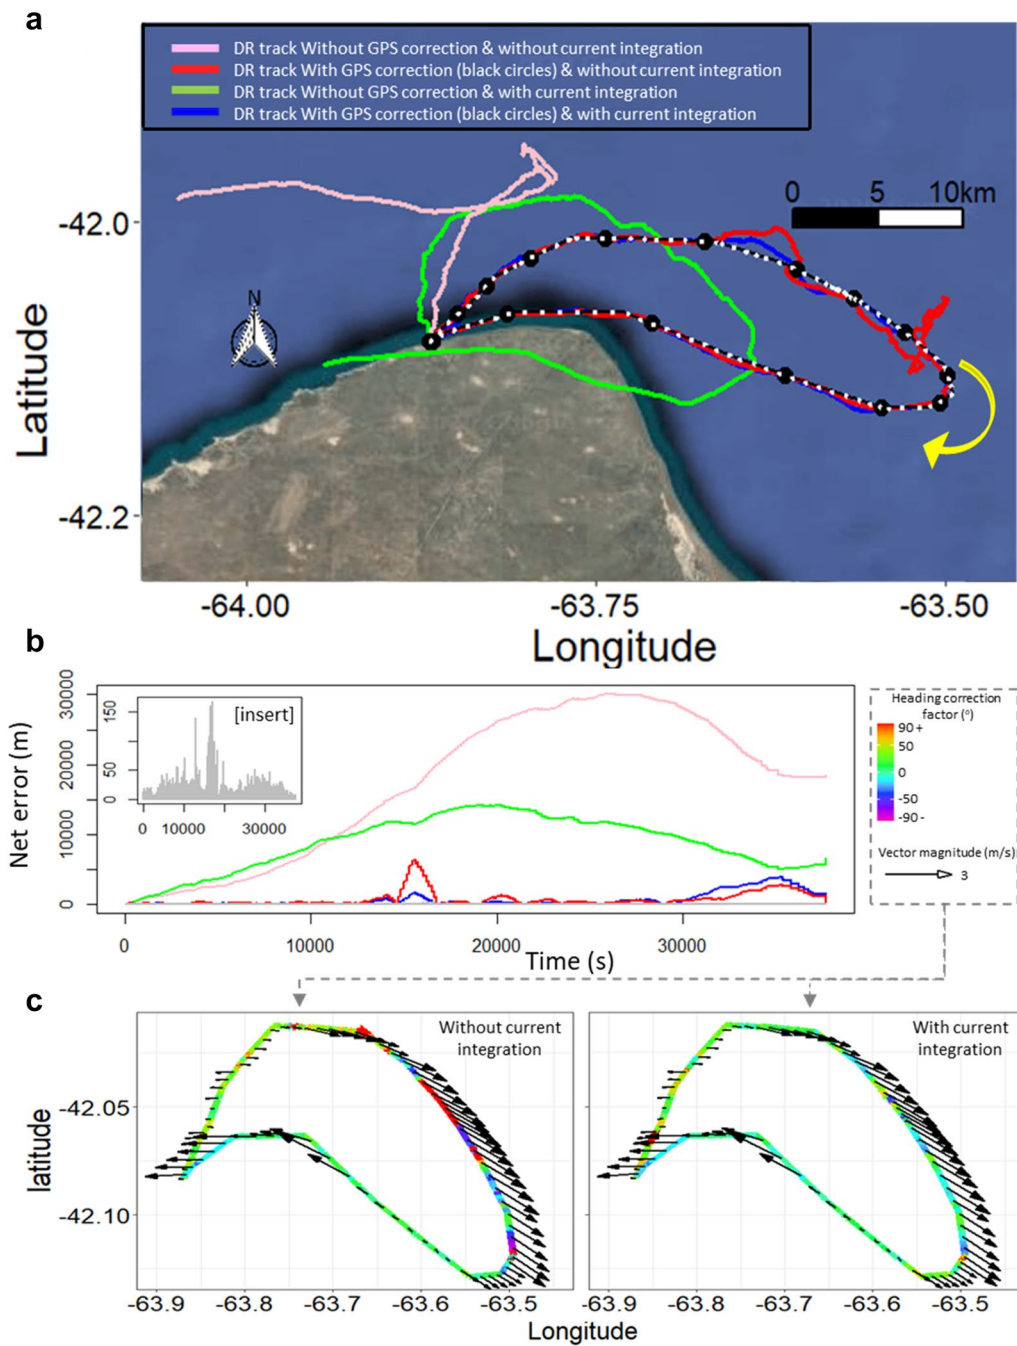 a
DR track Without GPS correction & without current integration
DR track With GPS correction (black circles) & without current integration
DR track Without GPS correction & with current integration
DR track With GPS correction (black circles) & with current integration
0 5 10km
-42.0
N
Latitude
-42.2
-64.00 -63.75 -63.50
Longitude
b
Net error (m)
30000
20000
10000
0
[insert]
150
50
0
0 10000 30000
0 10000 20000 30000
Time (s)
Heading correction
factor (°)
90 +
50
0
-50
-90 -
Vector magnitude (m/s)
3
c
Without current
integration
With current
integration
latitude
-42.05
-42.10
-63.9 -63.8 -63.7 -63.6 -63.5
-63.9 -63.8 -63.7 -63.6 -63.5
Longitude